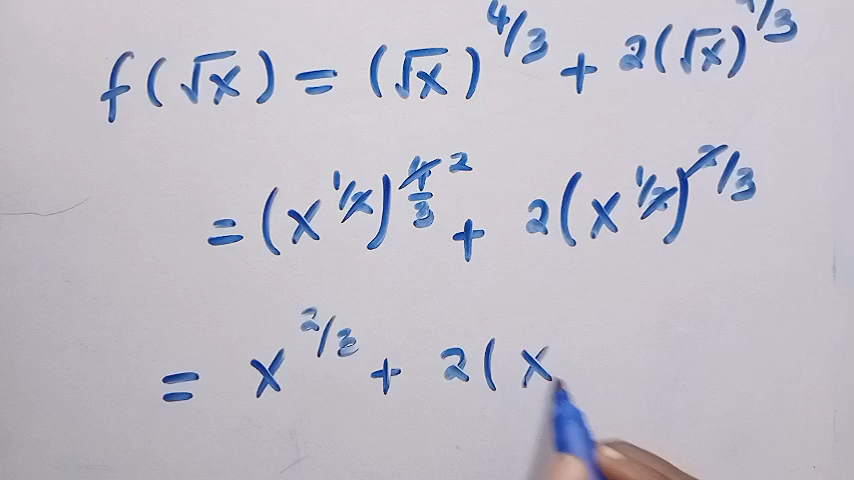 f(√x) = (√x)^4/3 + 2(√x)^/3
= (x^1/2)^4/3 2 + 2(x^1/2)^2/3
= x^2/3 + 2(x